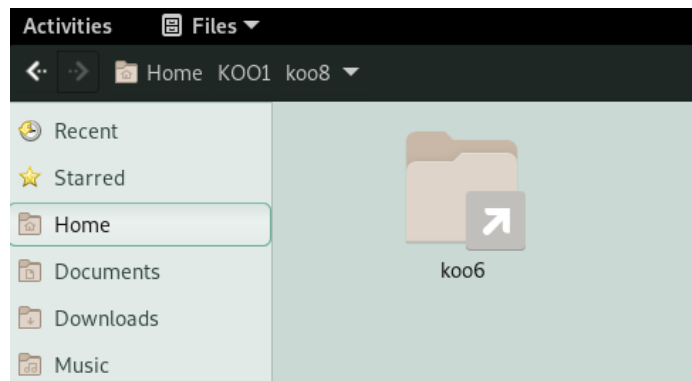 Activities Files
Home KOO1 koo8
Recent
Starred
Home
koo6
Documents
Downloads
Music